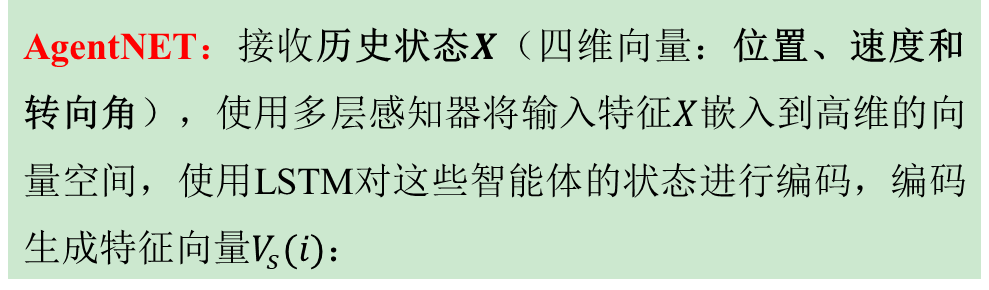 AgentNET：接收历史状态X（四维向量：位置、速度和
转向角），使用多层感知器将输入特征X嵌入到高维的向
量空间，使用LSTM对这些智能体的状态进行编码，编码
生成特征向量Vₛ(i)：